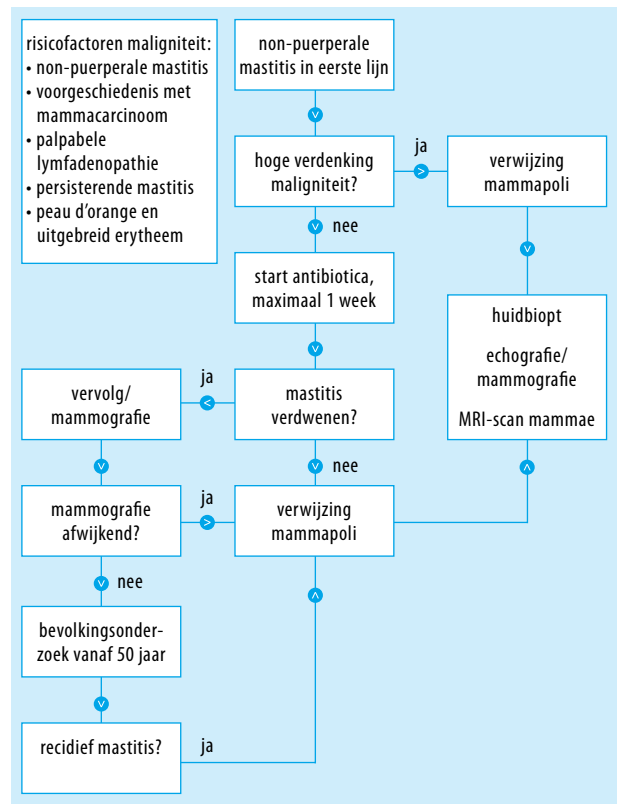 risicofactoren maligniteit:
• non-puerperale mastitis
• voorgeschiedenis met
mammacarcinoom
• palpabele
lymfadenopathie
• persisterende mastitis
• peau d'orange en
uitgebreid erytheem
non-puerperale
mastitis in eerste lijn
hoge verdenking
maligniteit?
ja
verwijzing
mammapoli
nee
start antibiotica,
maximaal 1 week
huidbiopt
echografie/
mammografie
MRI-scan mammae
mastitis
verdwenen?
ja
vervolg/
mammografie
nee
mammografie
afwijkend?
ja
verwijzing
mammapoli
nee
bevolkingsonder-
zoek vanaf 50 jaar
recidief mastitis?
ja